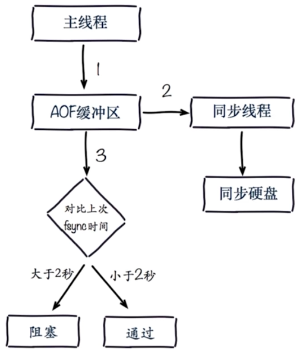 主线程
1
AOF缓冲区
2
同步线程
3
同步硬盘
对比上次
fsync时间
大于2秒
小于2秒
阻塞
通过